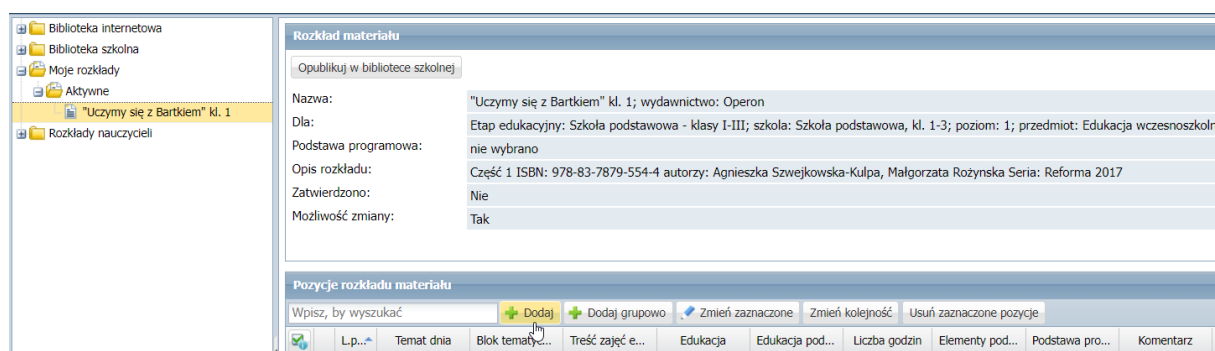 Biblioteka internetowa
Biblioteka szkolna
Moje rozkłady
Aktywne
"Uczymy się z Bartkiem" kl. 1
Rozkłady nauczycieli
Rozkład materiału
Opublikuj w bibliotece szkolnej
Nazwa: "Uczymy się z Bartkiem" kl. 1; wydawnictwo: Operon
Dla: Etap edukacyjny: Szkoła podstawowa - klasy I-III; szkola: Szkoła podstawowa, kl. 1-3; poziom: 1; przedmiot: Edukacja wczesnoszkoln
Podstawa programowa: nie wybrano
Opis rozkładu: Część 1 ISBN: 978-83-7879-554-4 autorzy: Agnieszka Szwejkowska-Kulpa, Małgorzata Rożynska Seria: Reforma 2017
Zatwierdzono: Nie
Możliwość zmiany: Tak
Pozycje rozkładu materiału
Wpisz, by wyszukać Dodaj Dodaj grupowo Zmień zaznaczone Zmień kolejność Usuń zaznaczone pozycje
L.p... Temat dnia Blok tematyc... Treść zajęć e... Edukacja Edukacja pod... Liczba godzin Elementy pod... Podstawa pro... Komentarz